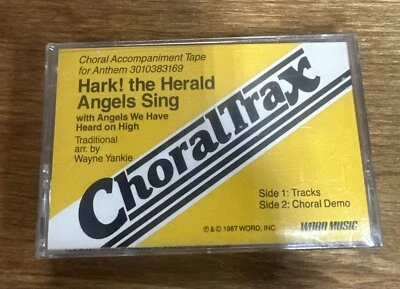 Choral Accompaniment Tape
for Anthem 3010383169
Hark! the Herald
Angels Sing
with Angels We Have
Heard on High
Traditional
arr. by
Wayne Yankie
ChoralTrax
Side 1: Tracks
Side 2: Choral Demo
℗ & © 1987 WORD, INC.
WORD MUSIC